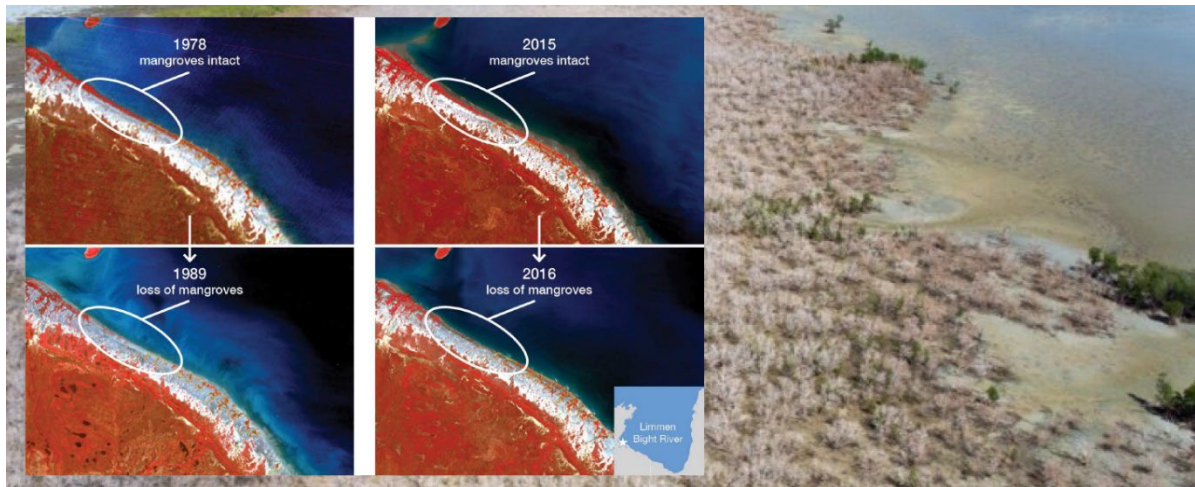 1978
mangroves intact
2015
mangroves intact
1989
loss of mangroves
2016
loss of mangroves
Limmen
Bight River